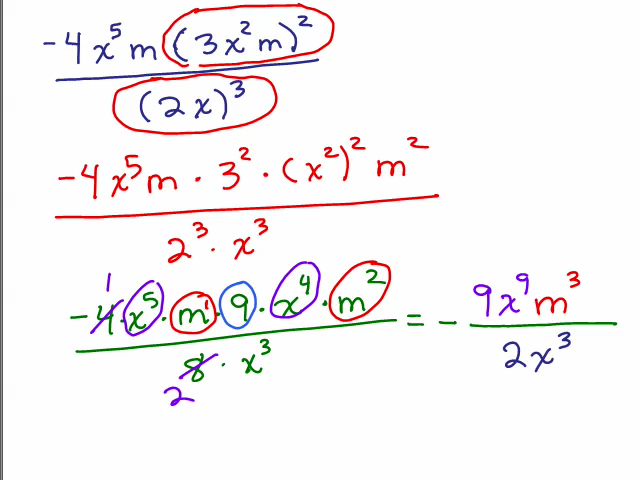 -4x⁵m(3x²m)²
(2x)³
-4x⁵m · 3² · (x²)² m²
2³ · x³
1
-4 · x⁵ · m¹ · 9 · x⁴ · m² = - 9x⁹m³
8 · x³ 2x³
2